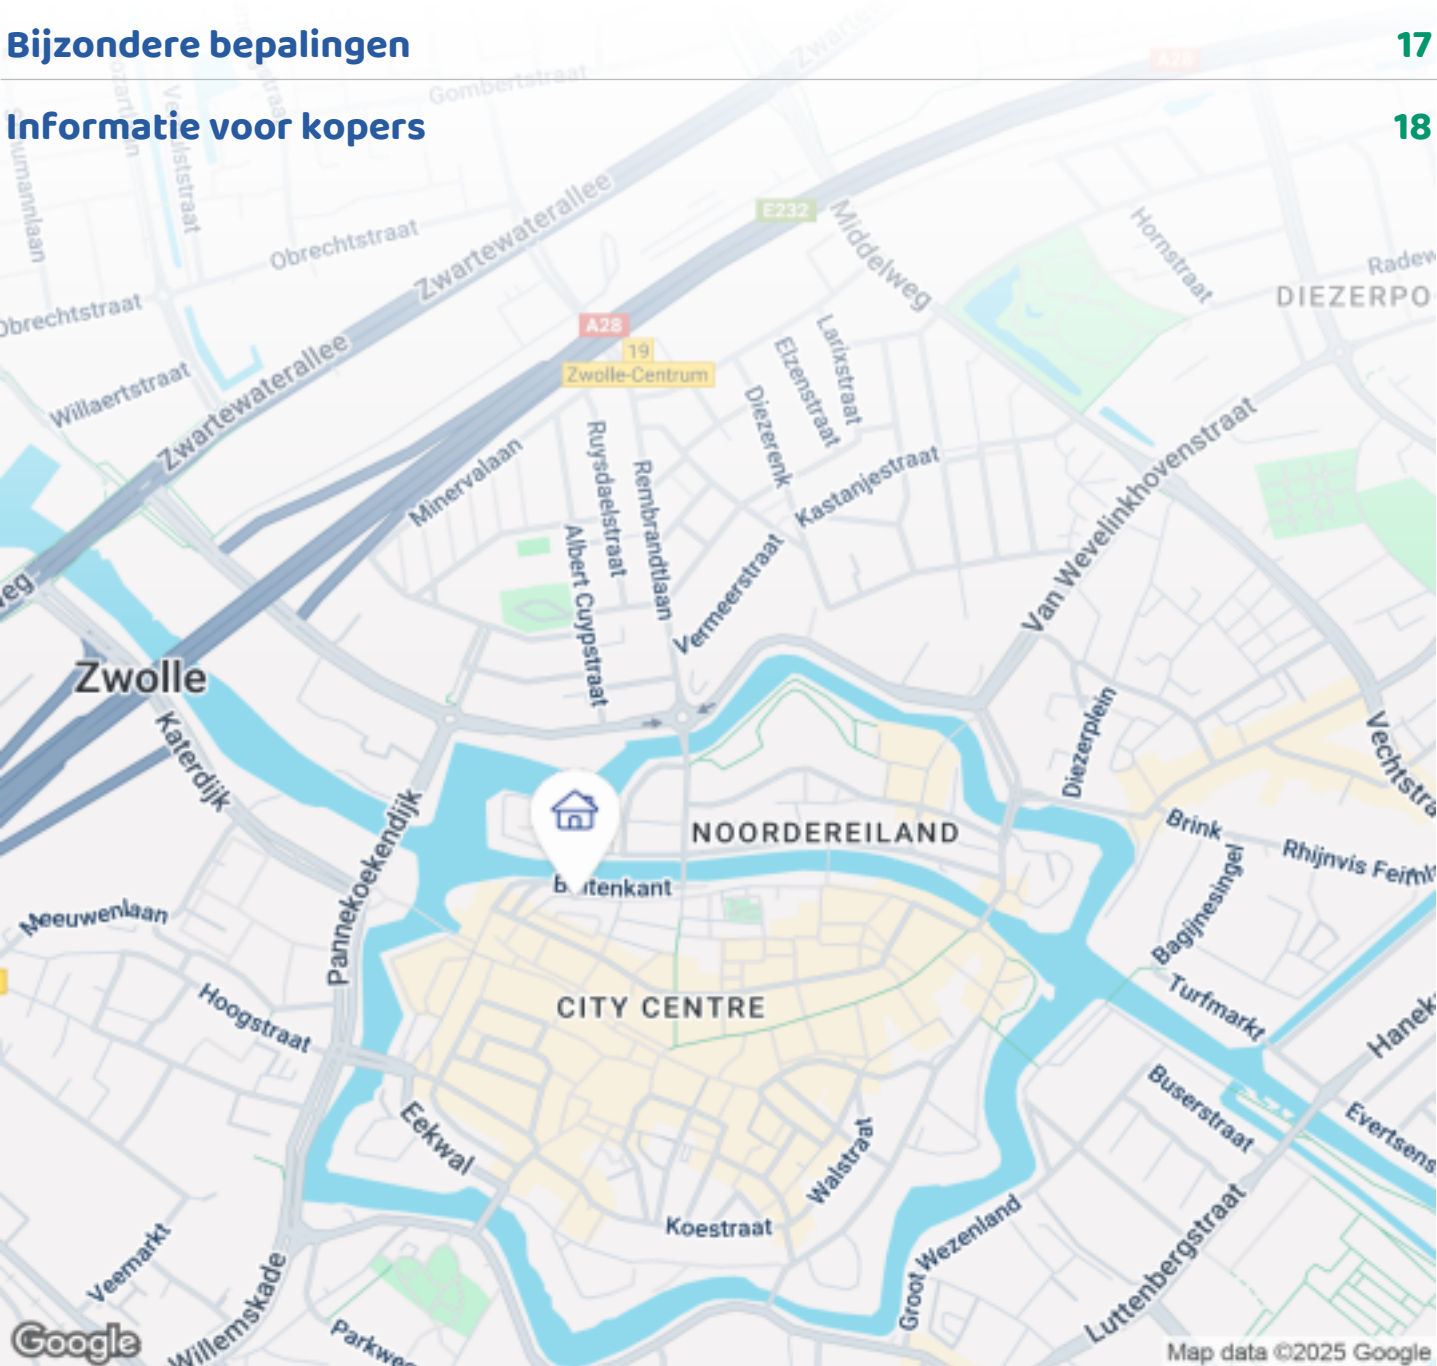 Bijzondere bepalingen 17
Informatie voor kopers 18
Gombertstraat
A28
Obrechtstraat
Zwartewaterallee
E232
Middelweg
Hornstraat
DIEZERPO
Obrechtstraat
A28
19
Zwolle-Centrum
Larixstraat
Elzenstraat
Diezerenk
Willaertstraat
Zwartewaterallee
Minervalaan
Ruysdaelstraat
Rembrandtlaan
Albert Cuypstraat
Kastanjestraat
Vermeerstraat
Van Wevelinkhovenstraat
Zwolle
Katerdijk
Pannekoekendijk
NOORDEREILAND
Diezerplein
Brink
Bagijnesingel
Turfmarkt
Meeuwenlaan
Hoogstraat
CITY CENTRE
Eekwal
Walstraat
Koestraat
Buserstraat
Groot Wezenland
Luttenbergstraat
Veemarkt
Willemskade
Google
Map data ©2025 Google